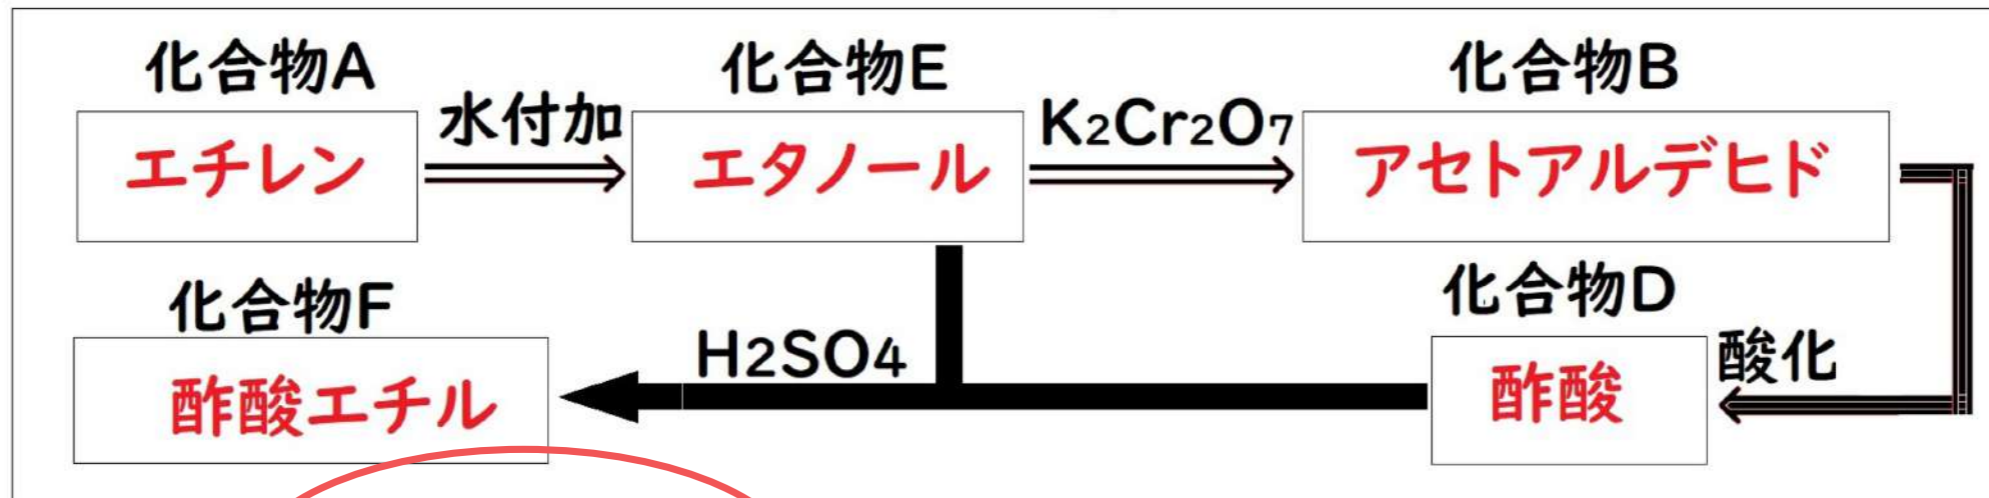 化合物A
化合物E
化合物B
水付加
K2Cr2O7
エチレン
エタノール
アセトアルデヒド
化合物F
化合物D
H2SO4
酸化
酢酸エチル
酢酸